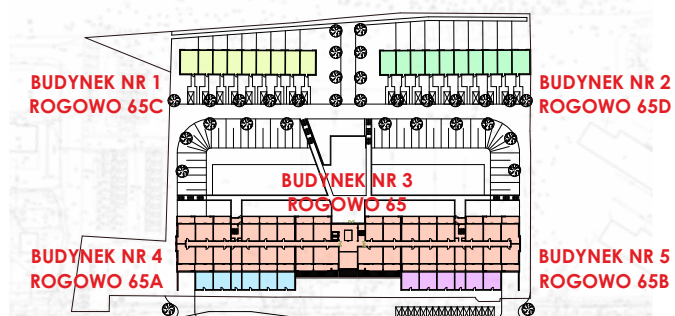 BUDYNEK NR 1
ROGOWO 65C
BUDYNEK NR 2
ROGOWO 65D
BUDYNEK NR 3
ROGOWO 65
BUDYNEK NR 4
ROGOWO 65A
BUDYNEK NR 5
ROGOWO 65B